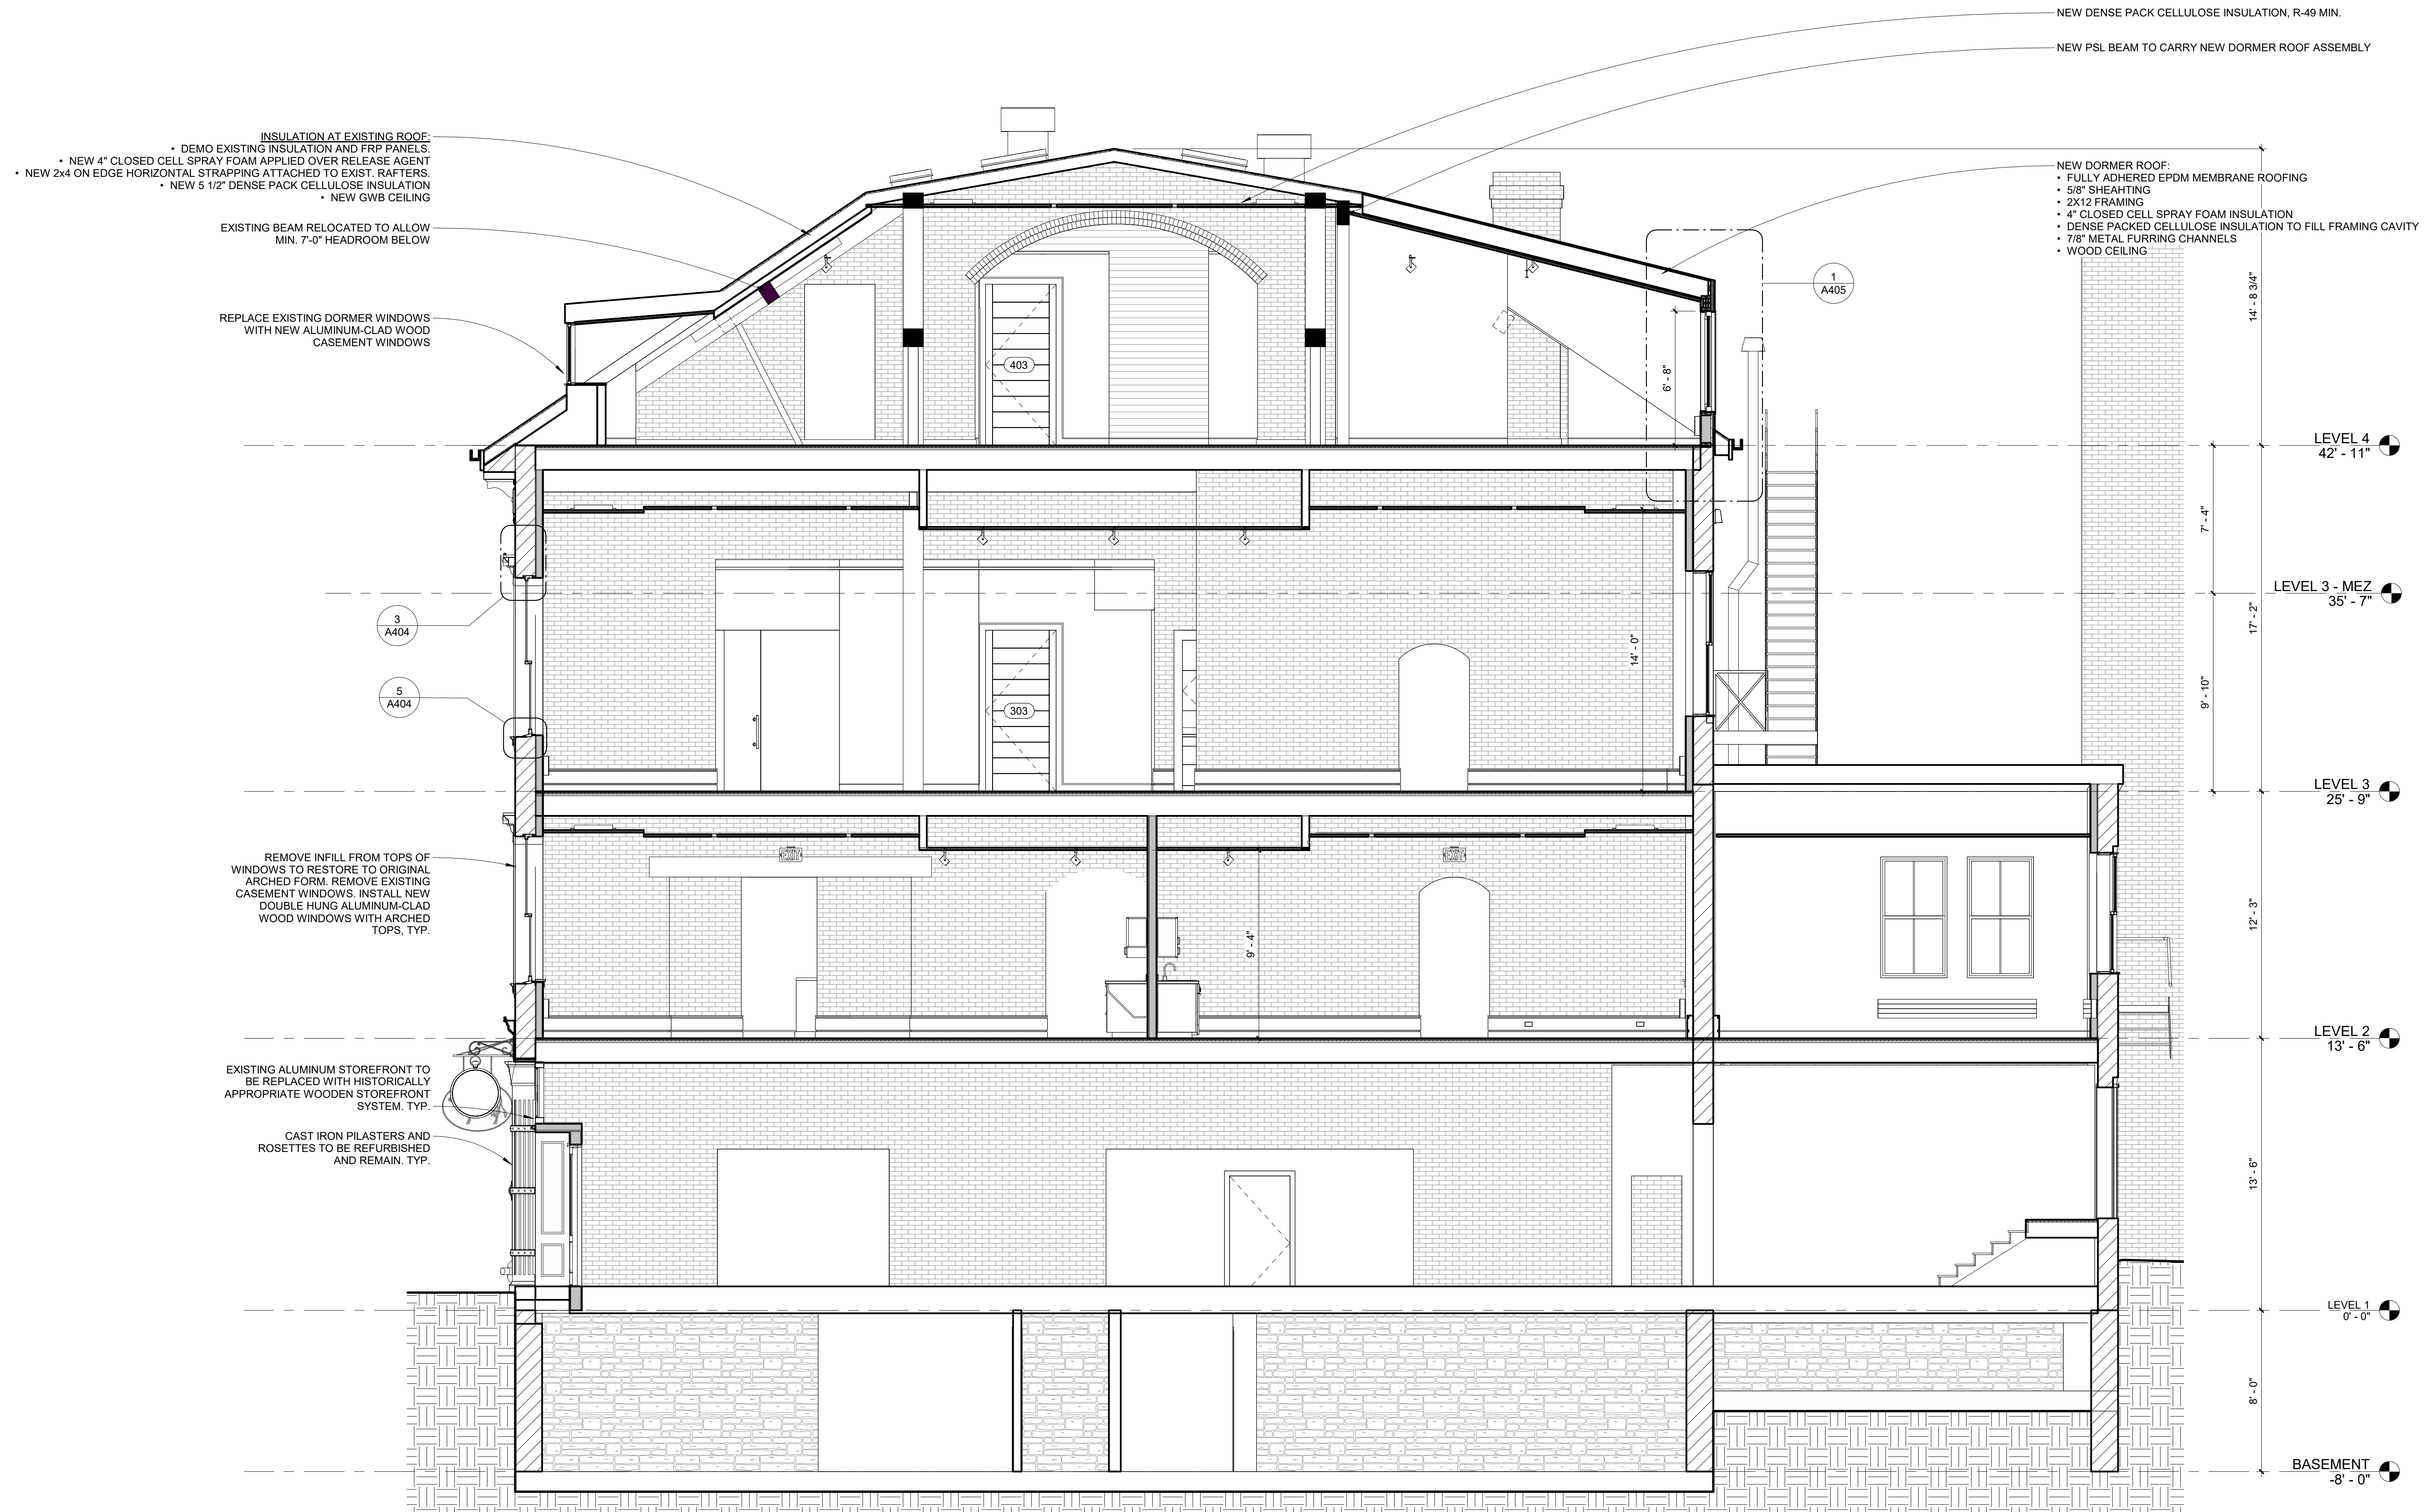 NEW DENSE PACK CELLULOSE INSULATION, R-49 MIN.
NEW PSL BEAM TO CARRY NEW DORMER ROOF ASSEMBLY
INSULATION AT EXISTING ROOF:
• DEMO EXISTING INSULATION AND FRP PANELS.
• NEW 4" CLOSED CELL SPRAY FOAM APPLIED OVER RELEASE AGENT
• NEW 2x4 ON EDGE HORIZONTAL STRAPPING ATTACHED TO EXIST. RAFTERS.
• NEW 5 1/2" DENSE PACK CELLULOSE INSULATION
• NEW GWB CEILING
EXISTING BEAM RELOCATED TO ALLOW
MIN. 7'-0" HEADROOM BELOW
REPLACE EXISTING DORMER WINDOWS
WITH NEW ALUMINUM-CLAD WOOD
CASEMENT WINDOWS
NEW DORMER ROOF:
• FULLY ADHERED EPDM MEMBRANE ROOFING
• 5/8" SHEAHTING
• 2X12 FRAMING
• 4" CLOSED CELL SPRAY FOAM INSULATION
• DENSE PACKED CELLULOSE INSULATION TO FILL FRAMING CAVITY
• 7/8" METAL FURRING CHANNELS
• WOOD CEILING
1
A405
14' - 8 3/4"
403
6' - 8"
LEVEL 4
42' - 11"
7' - 4"
LEVEL 3 - MEZ
35' - 7"
17' - 2"
3
A404
14' - 0"
5
A404
303
9' - 10"
LEVEL 3
25' - 9"
REMOVE INFILL FROM TOPS OF
WINDOWS TO RESTORE TO ORIGINAL
ARCHED FORM. REMOVE EXISTING
CASEMENT WINDOWS. INSTALL NEW
DOUBLE HUNG ALUMINUM-CLAD
WOOD WINDOWS WITH ARCHED
TOPS, TYP.
EXIT
EXIT
9' - 4"
12' - 3"
LEVEL 2
13' - 6"
EXISTING ALUMINUM STOREFRONT TO
BE REPLACED WITH HISTORICALLY
APPROPRIATE WOODEN STOREFRONT
SYSTEM. TYP.
CAST IRON PILASTERS AND
ROSETTES TO BE REFURBISHED
AND REMAIN. TYP.
13' - 6"
LEVEL 1
0' - 0"
8' - 0"
BASEMENT
-8' - 0"